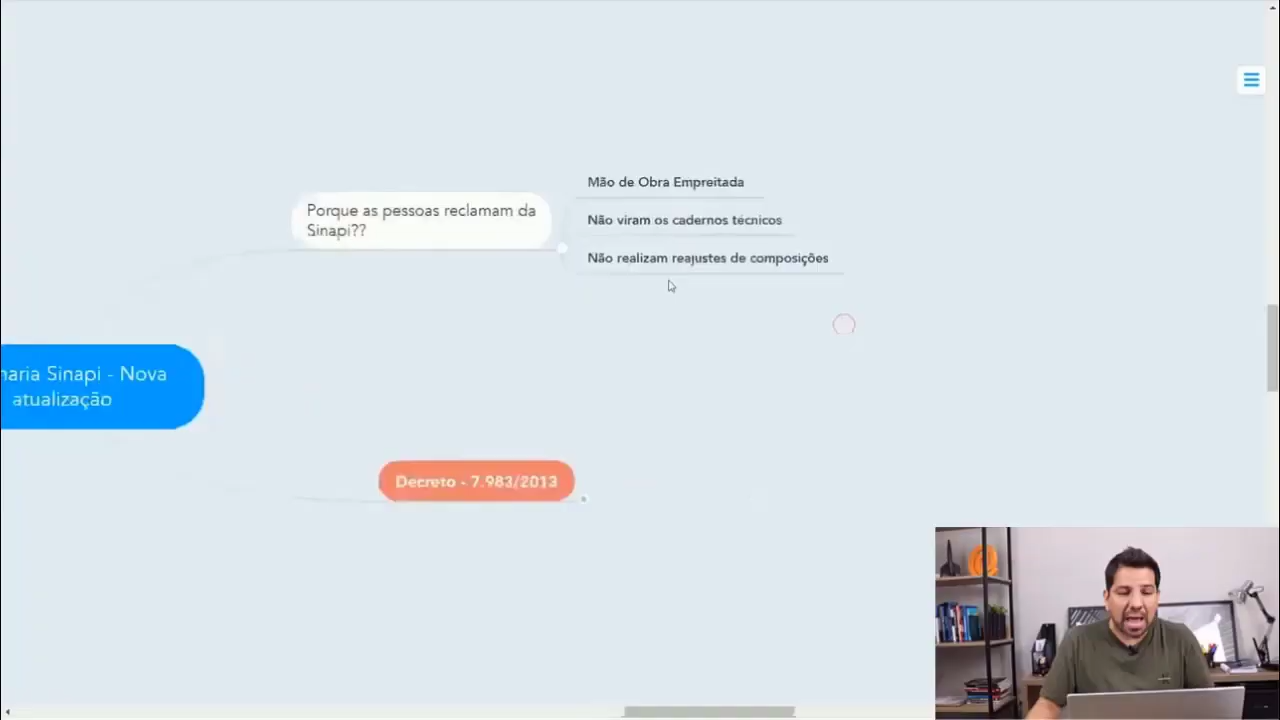 Porque as pessoas reclamam da
Sinapi??
Mão de Obra Empreitada
Não viram os cadernos técnicos
Não realizam reajustes de composições
naria Sinapi - Nova
atualização
Decreto - 7.983/2013